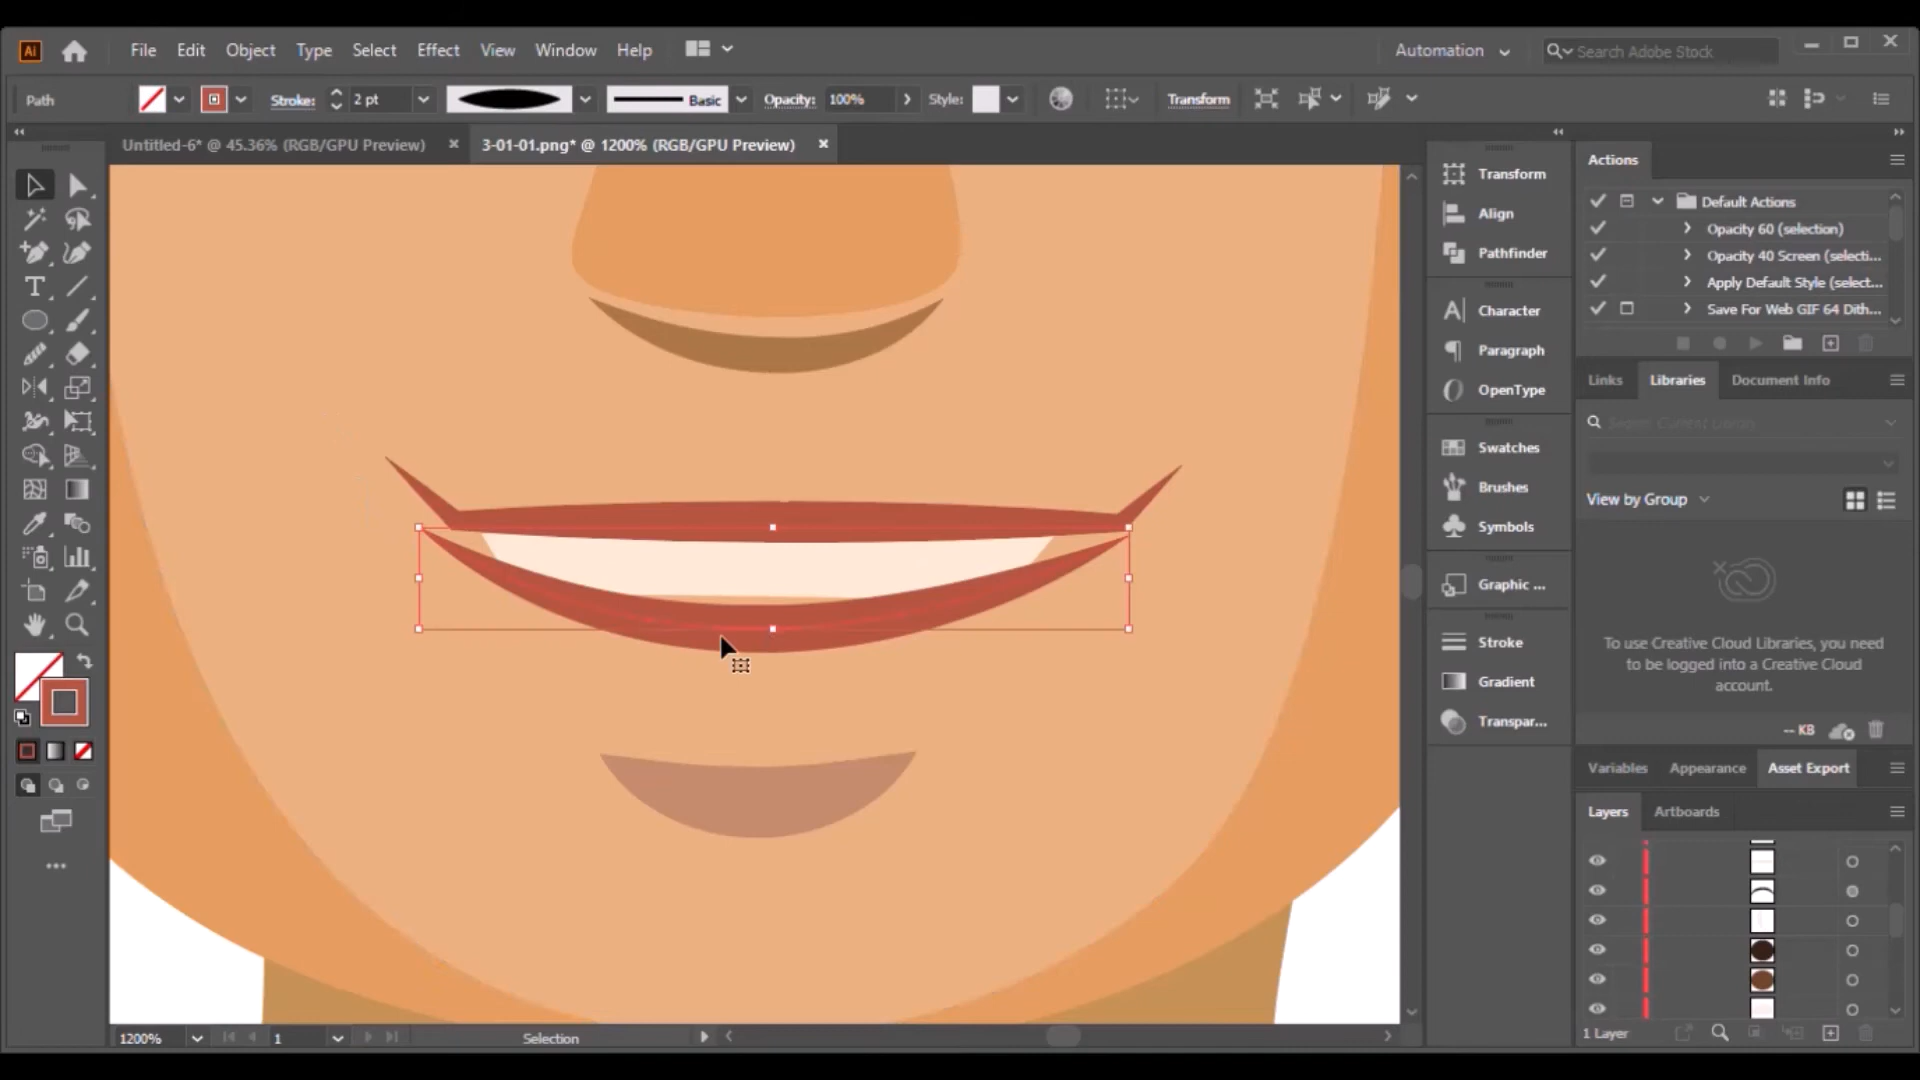 Ai File Edit Object Type Select Effect View Window Help Automation Search Adobe Stock
Path Stroke: 2 pt Basic Opacity: 100% Style: Transform
Untitled-6* @ 45.36% (RGB/GPU Preview) 3-01-01.png* @ 1200% (RGB/GPU Preview)
Transform
Align
Pathfinder
Character
Paragraph
OpenType
Swatches
Brushes
Symbols
Graphic ...
Stroke
Gradient
Transpar...
Actions
Default Actions
Opacity 60 (selection)
Opacity 40 Screen (selecti...
Apply Default Style (select...
Save For Web GIF 64 Dith...
Links Libraries Document Info
Search Current Library
View by Group
To use Creative Cloud Libraries, you need
to be logged into a Creative Cloud
account.
-- KB
Variables Appearance Asset Export
Layers Artboards
1 Layer
1200% 1 Selection